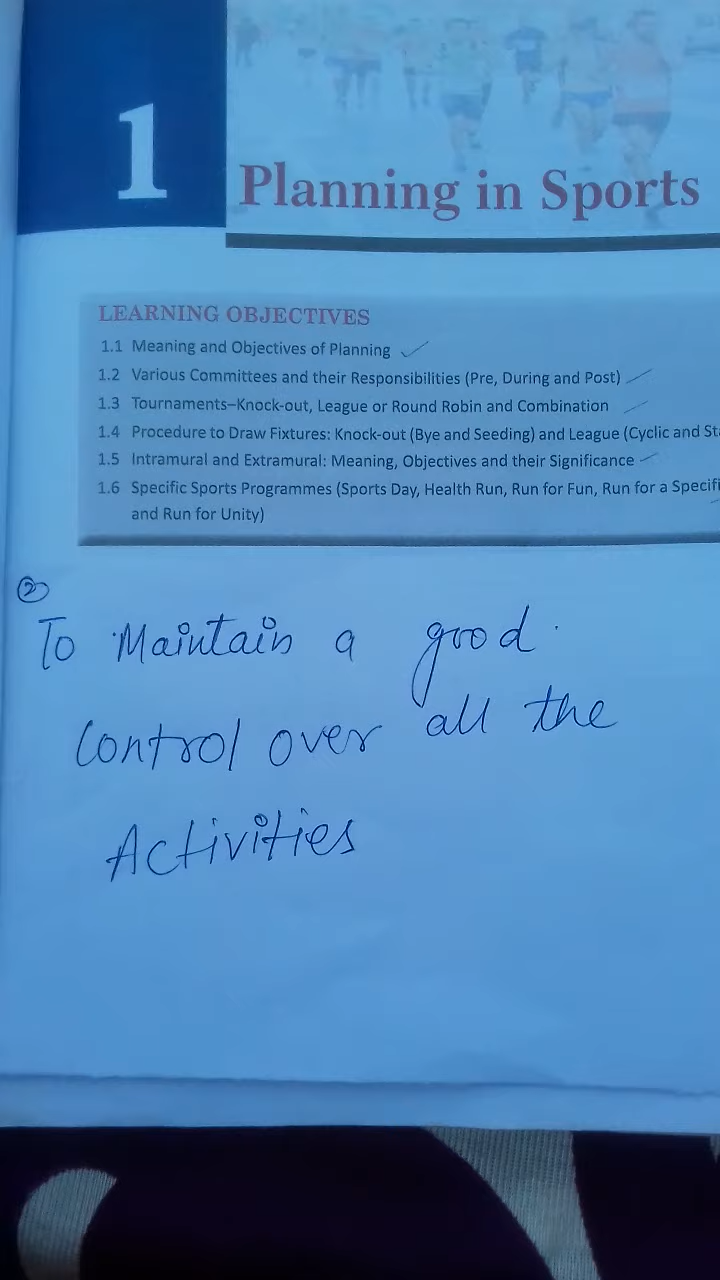 1
Planning in Sports
LEARNING OBJECTIVES
1.1 Meaning and Objectives of Planning
1.2 Various Committees and their Responsibilities (Pre, During and Post)
1.3 Tournaments–Knock-out, League or Round Robin and Combination
1.4 Procedure to Draw Fixtures: Knock-out (Bye and Seeding) and League (Cyclic and
1.5 Intramural and Extramural: Meaning, Objectives and their Significance
1.6 Specific Sports Programmes (Sports Day, Health Run, Run for Fun, Run for a
and Run for Unity)
2
To Maintain a good
Control over all the
Activities